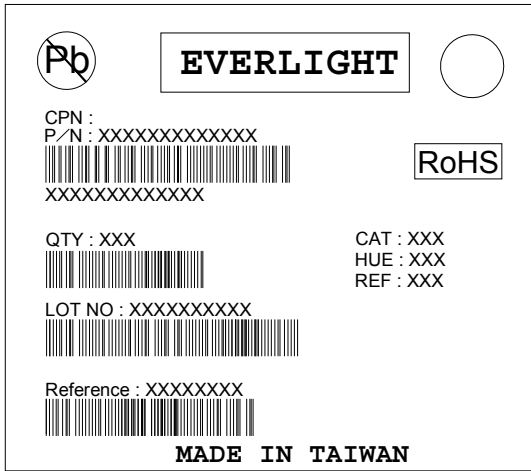 Pb
EVERLIGHT
CPN :
P/N : XXXXXXXXXXXXX
RoHS
XXXXXXXXXXXXX
QTY : XXX
CAT : XXX
HUE : XXX
REF : XXX
LOT NO : XXXXXXXXXX
Reference : XXXXXXXX
MADE IN TAIWAN